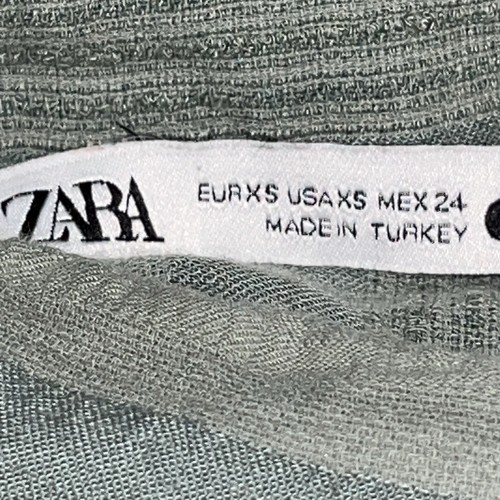 ZARA
EUR XS USA XS MEX 24
MADE IN TURKEY